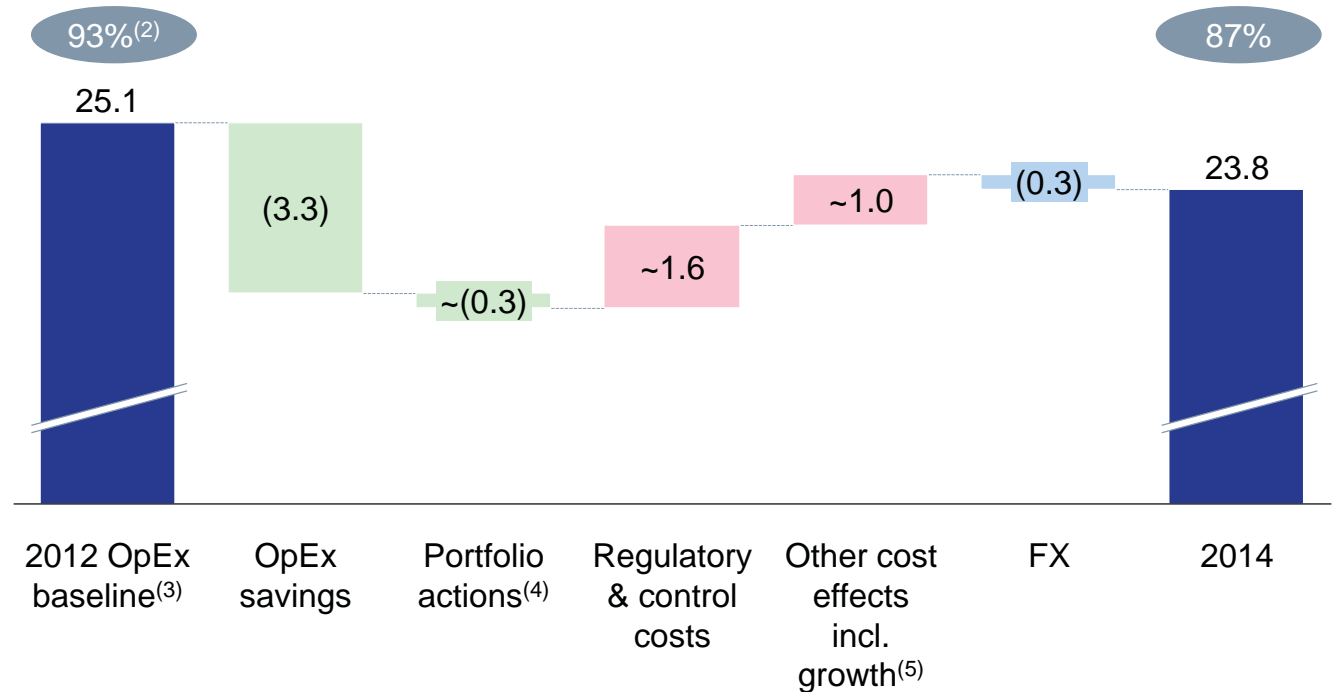 93%(2)
87%
25.1
(3.3)
~(0.3)
~1.6
~1.0
(0.3)
23.8
2012 OpEx
baseline(3)
OpEx
savings
Portfolio
actions(4)
Regulatory
& control
costs
Other cost
effects
incl.
growth(5)
FX
2014